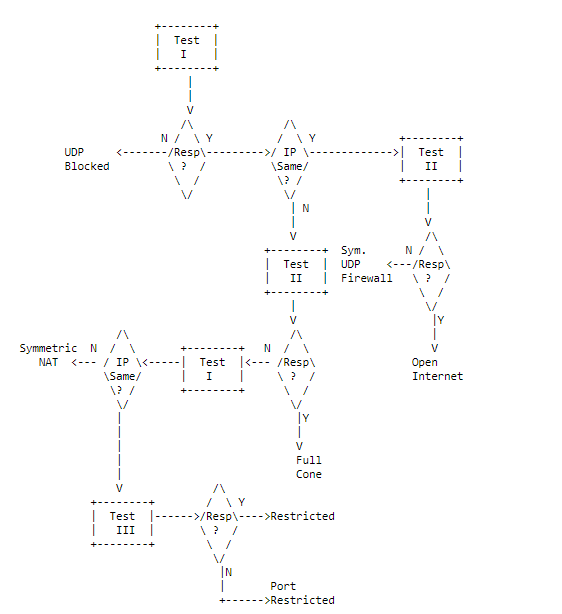 +--------+
|  Test  |
|   I    |
+--------+
|
|
V
/\              /\
N /  \ Y          /  \ Y             +--------+
UDP     <-------/Resp\--------->/ IP \------------->|  Test  |
Blocked         \ ?  /          \Same/              |   II   |
\  /            \? /               +--------+
\/              \/                    |
| N                  |
|                    V
V                    /\
+--------+  Sym.      N /  \
|  Test  |  UDP    <---/Resp\
|   II   |  Firewall   \ ?  /
+--------+              \  /
|                    \/
V                     |Y
/\                         /\                    |
Symmetric  N  /  \       +--------+   N  /  \                   V
NAT  <--- / IP \<-----|  Test  |<--- /Resp\               Open
\Same/      |   I    |     \ ?  /               Internet
\? /       +--------+      \  /
\/                         \/
|                          |Y
|                          |
|                          V
|                          Full
|                          Cone
V              /\
+--------+        /  \ Y
|  Test  |------>/Resp\---->Restricted
|   III  |       \ ?  /
+--------+        \  /
\/
|N
|       Port
+------>Restricted